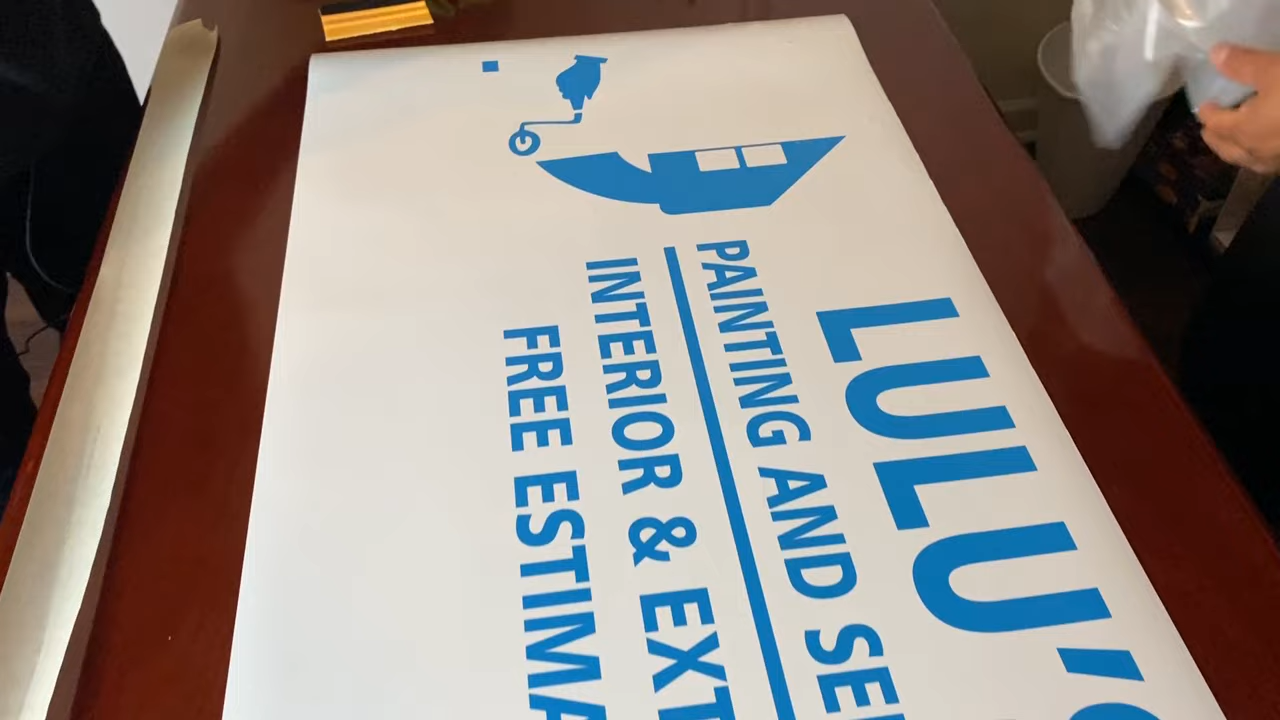 LULU'S
PAINTING AND SE
INTERIOR & EXT
FREE ESTIMA